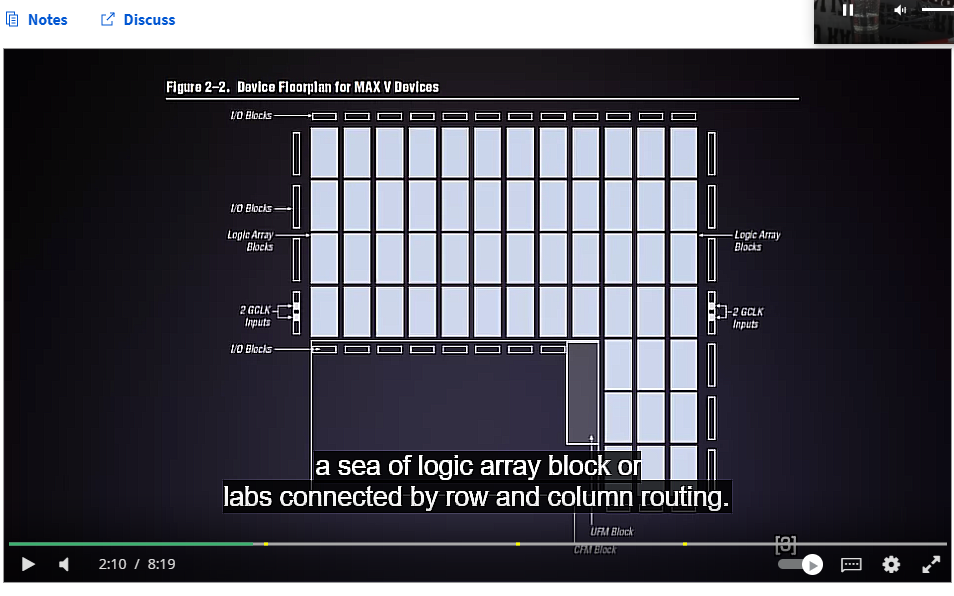 Notes
Discuss
Figure 2–2. Device Floorplan for MAX V Devices
I/O Blocks
I/O Blocks
Logic Array
Blocks
Logic Array
Blocks
2 GCLK
Inputs
2 GCLK
Inputs
I/O Blocks
a sea of logic array block or
labs connected by row and column routing.
UFM Block
CFM Block
2:10 / 8:19